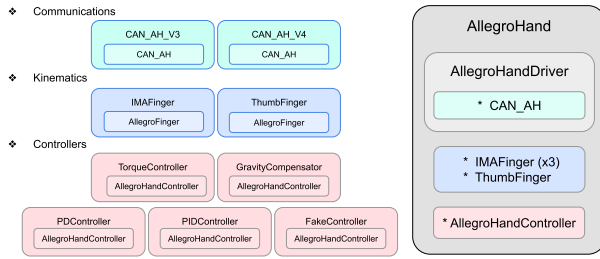 ❖ Communications
CAN_AH_V3
CAN_AH
CAN_AH_V4
CAN_AH
❖ Kinematics
IMAFinger
AllegroFinger
ThumbFinger
AllegroFinger
❖ Controllers
TorqueController
AllegroHandController
GravityCompensator
AllegroHandController
PDController
AllegroHandController
PIDController
AllegroHandController
FakeController
AllegroHandController
AllegroHand
AllegroHandDriver
* CAN_AH
* IMAFinger (x3)
* ThumbFinger
* AllegroHandController